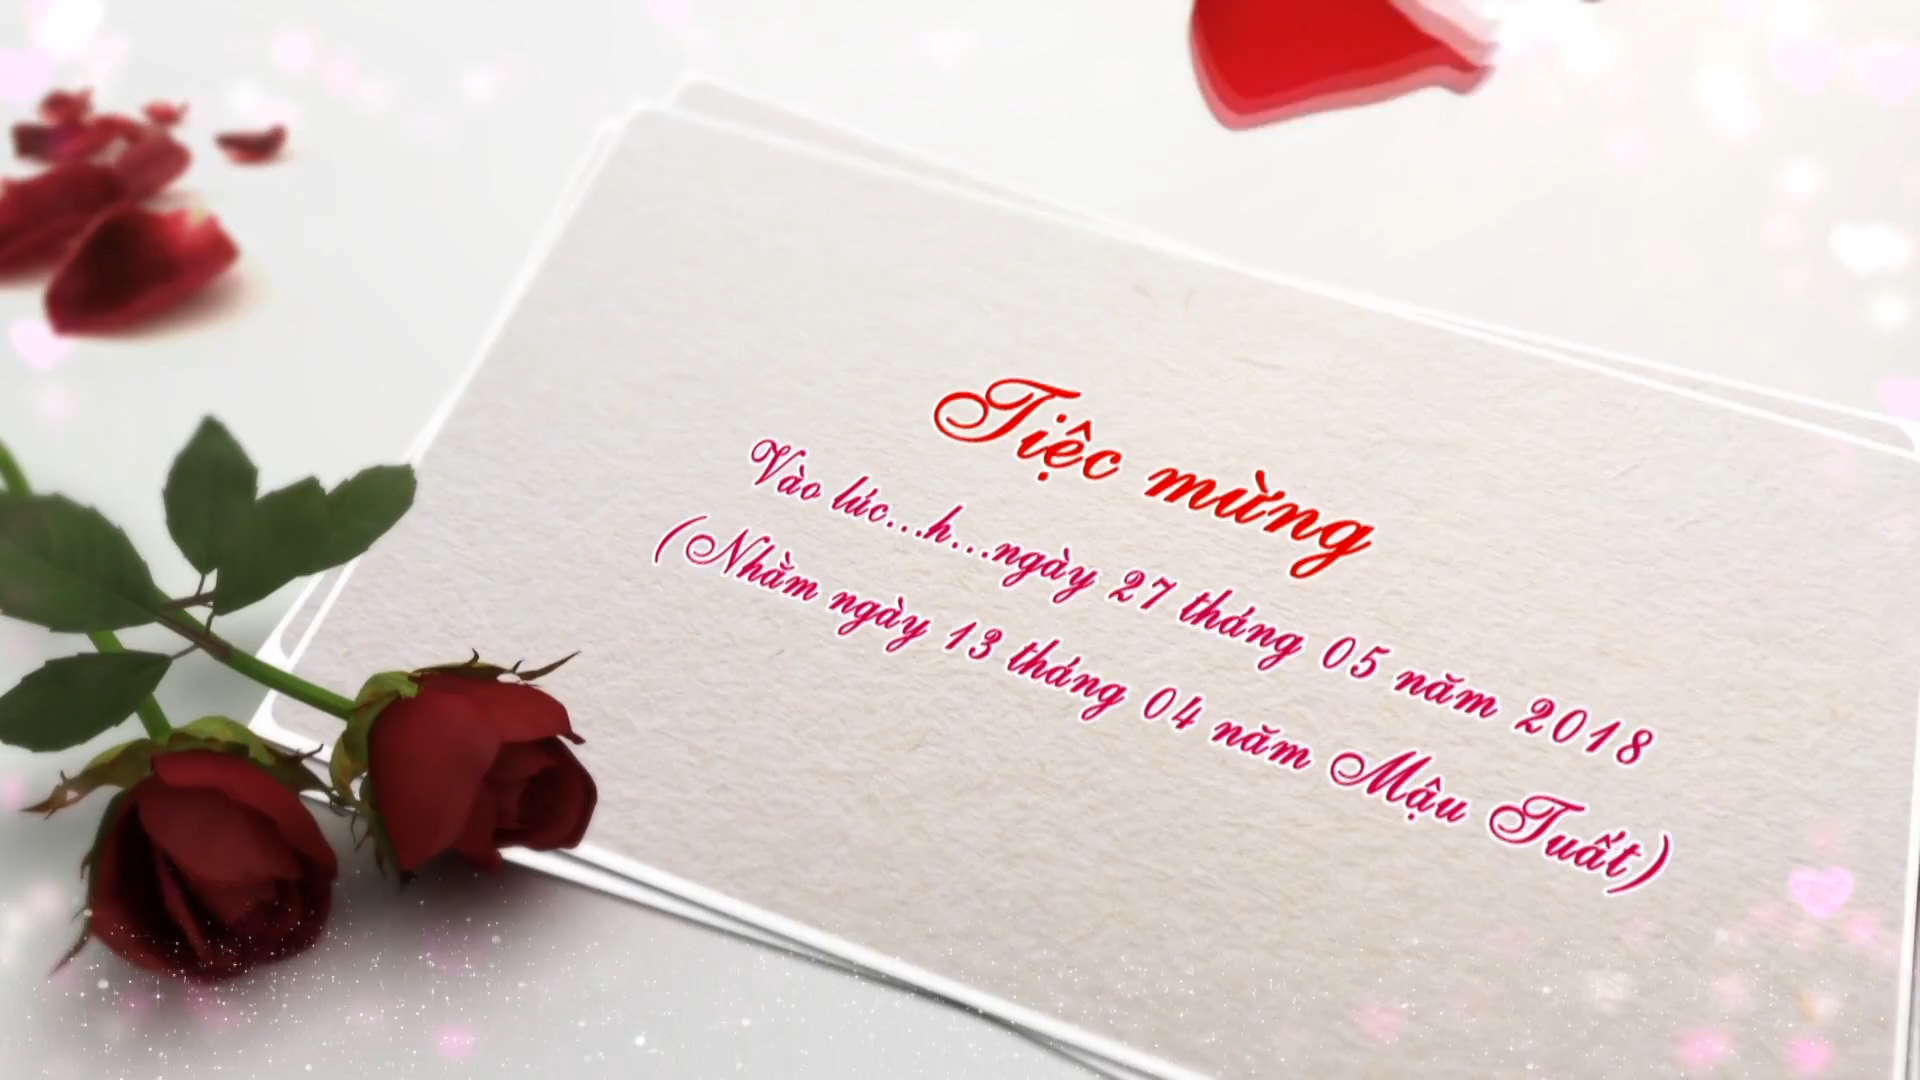 Tiệc mừng
Vào lúc...h...ngày 27 tháng 05 năm 2018
(Nhằm ngày 13 tháng 04 năm Mậu Tuất)